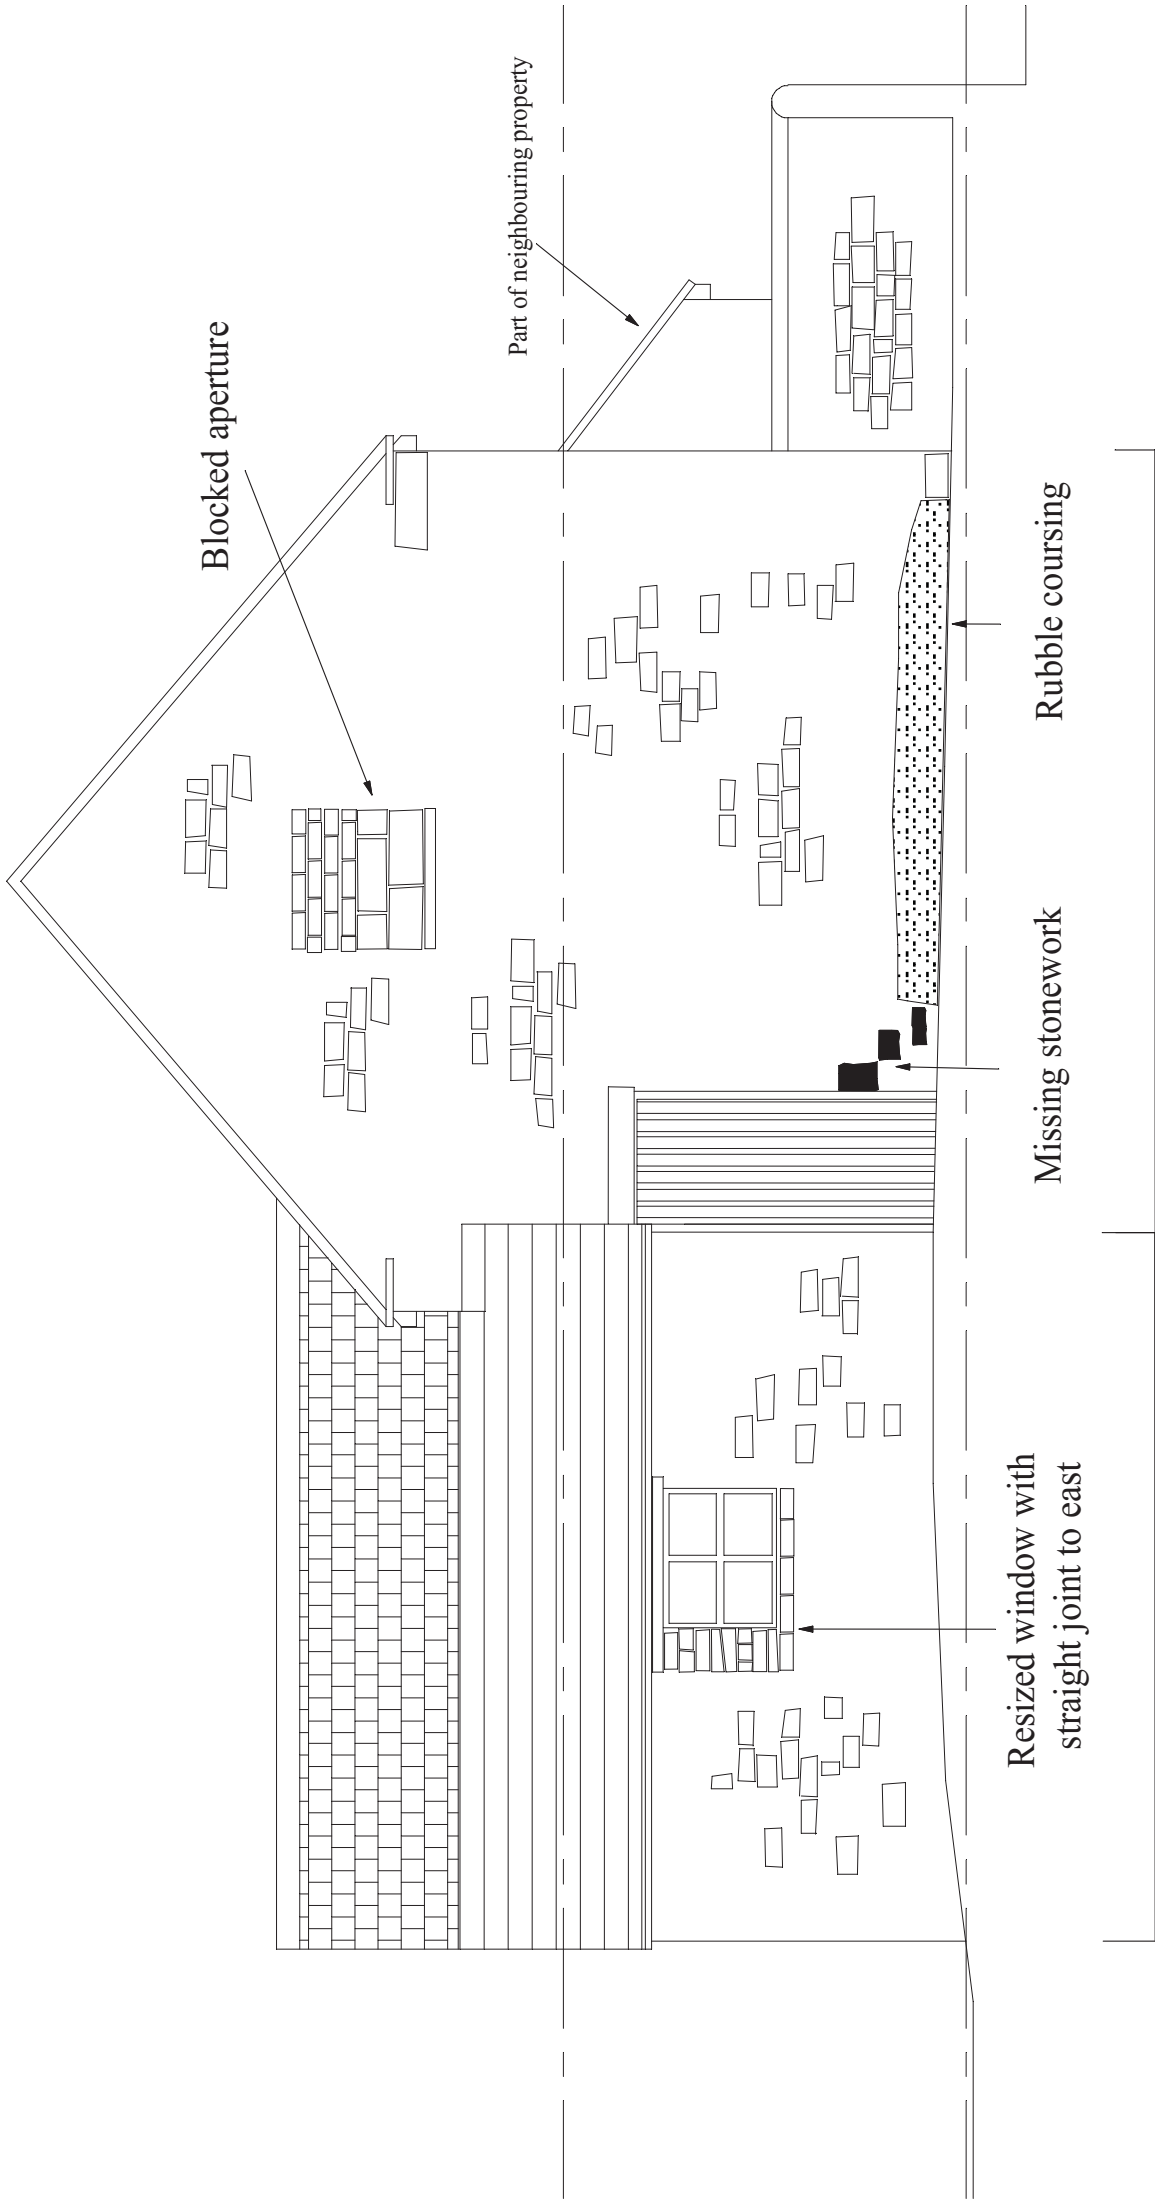 Part of neighbouring property
Blocked aperture
Resized window with
straight joint to east
Missing stonework
Rubble coursing